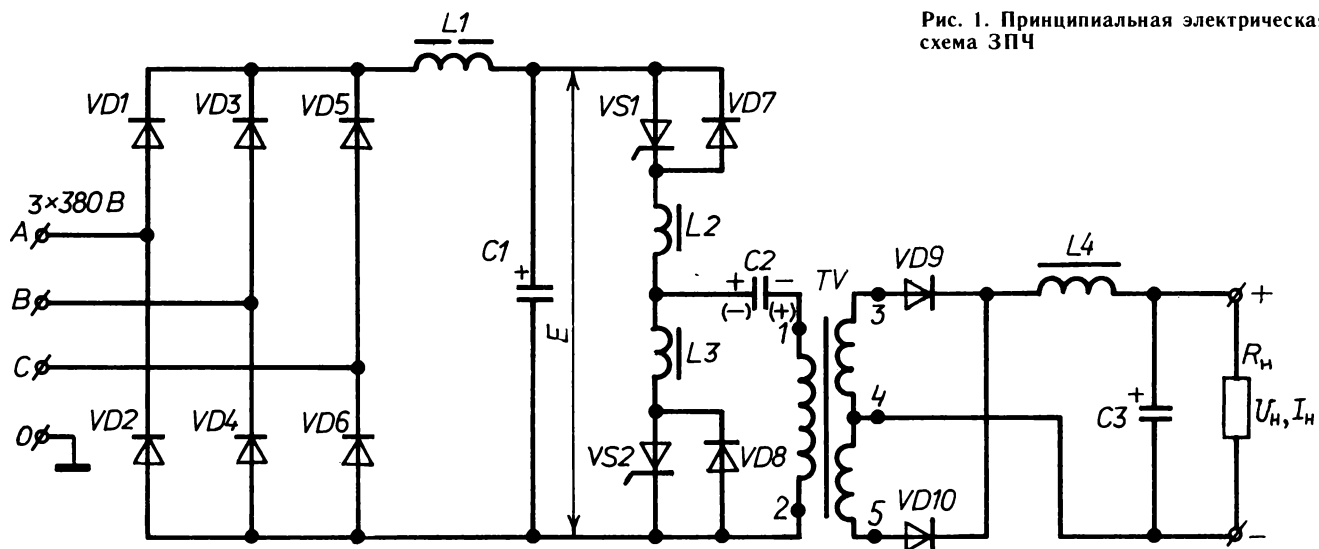 Рис. 1. Принципиальная электрическая
схема ЗПЧ
L1
VD1
VD3
VD5
VS1
VD7
3×380 В
A
L2
C1
+
E
C2
+ −
(−) (+)
TV
VD9
L4
3
+
B
1
L3
Rн
C
4
C3
+
Uн, Iн
0
VD2
VD4
VD6
VS2
VD8
2
5
VD10
−